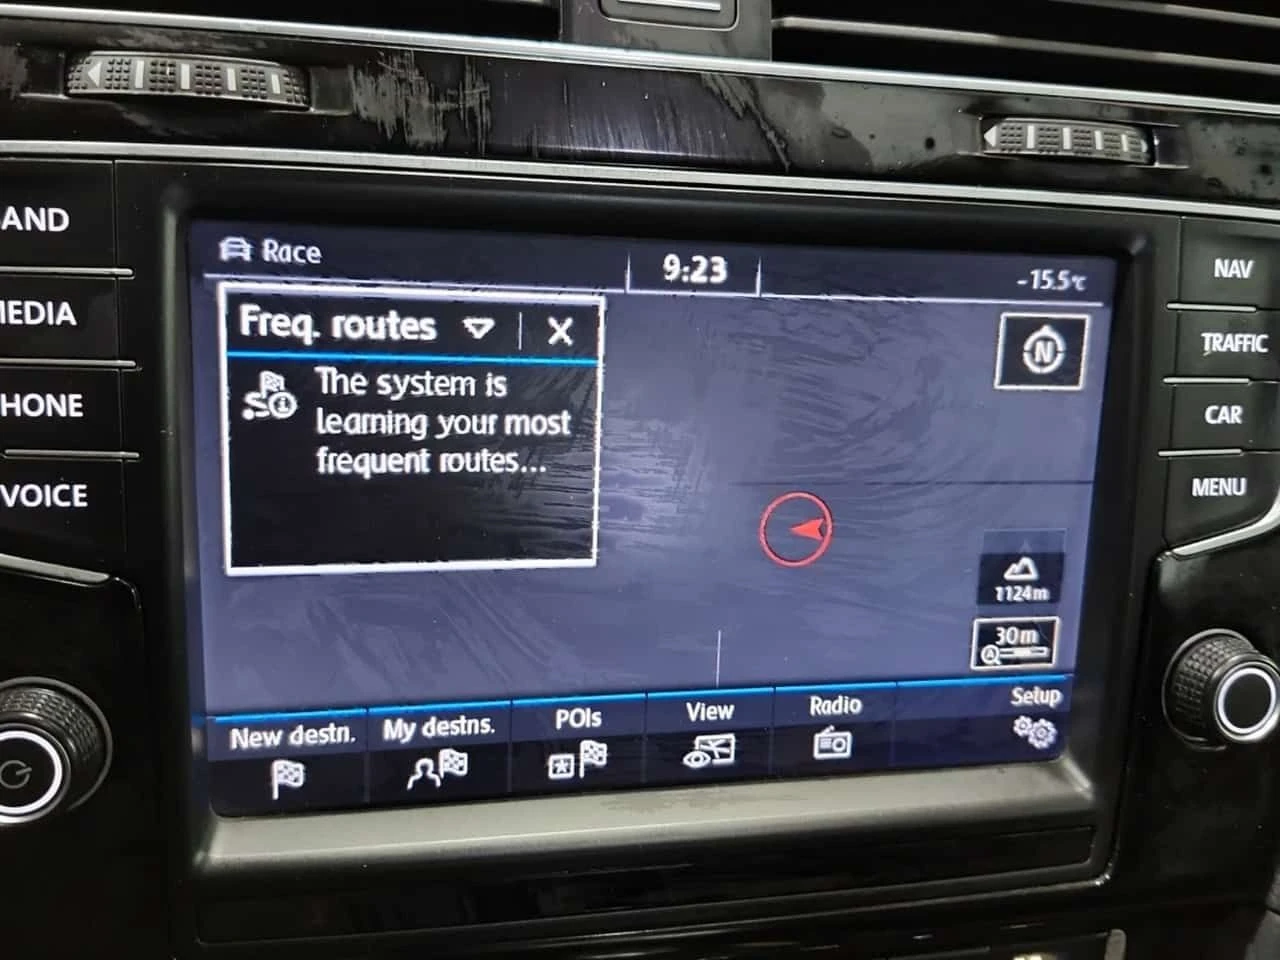 AND
MEDIA
HONE
VOICE
Race
9:23
-15.5°C
Freq. routes
X
The system is
learning your most
frequent routes...
N
1124m
30m
A
New destn.
My destns.
POIs
View
Radio
Setup
NAV
TRAFFIC
CAR
MENU